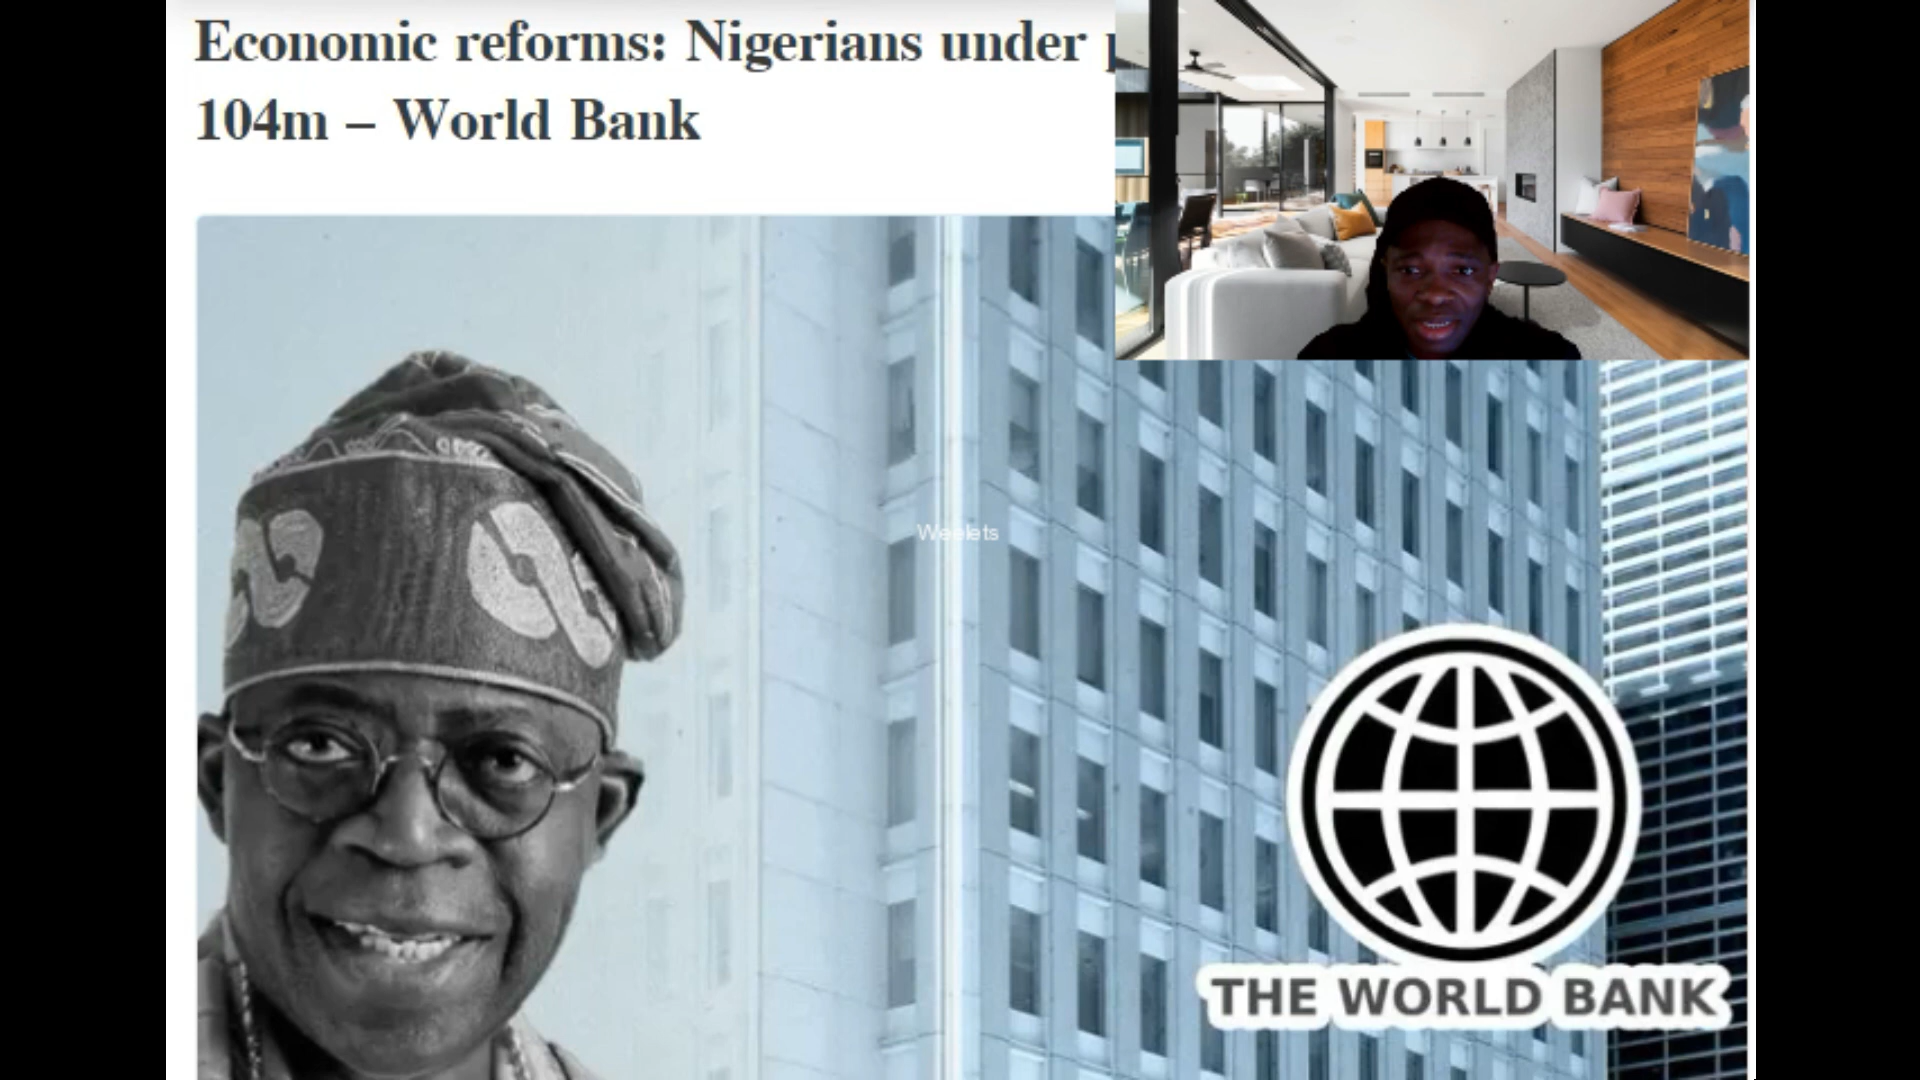 Economic reforms: Nigerians under
104m – World Bank
Weelets
THE WORLD BANK